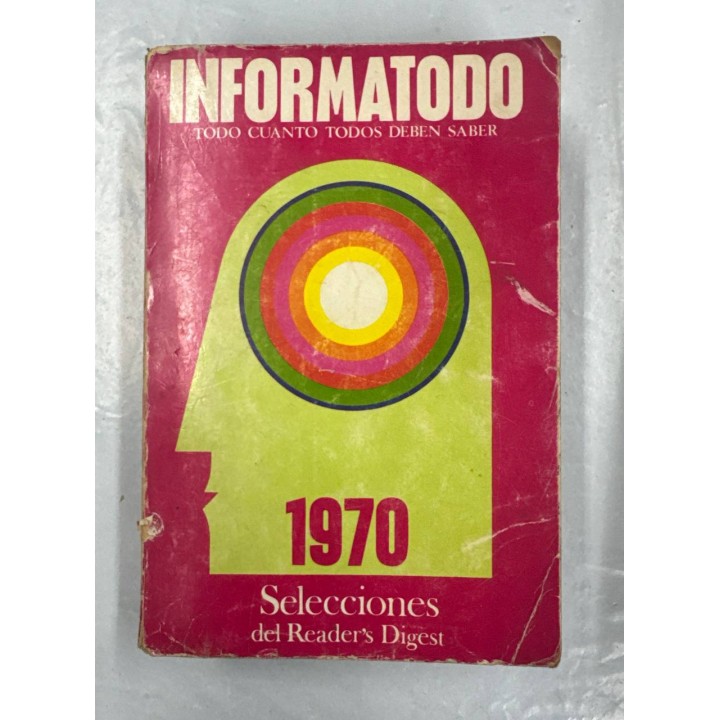 INFORMATODO
TODO CUANTO TODOS DEBEN SABER
1970
Selecciones
del Reader's Digest